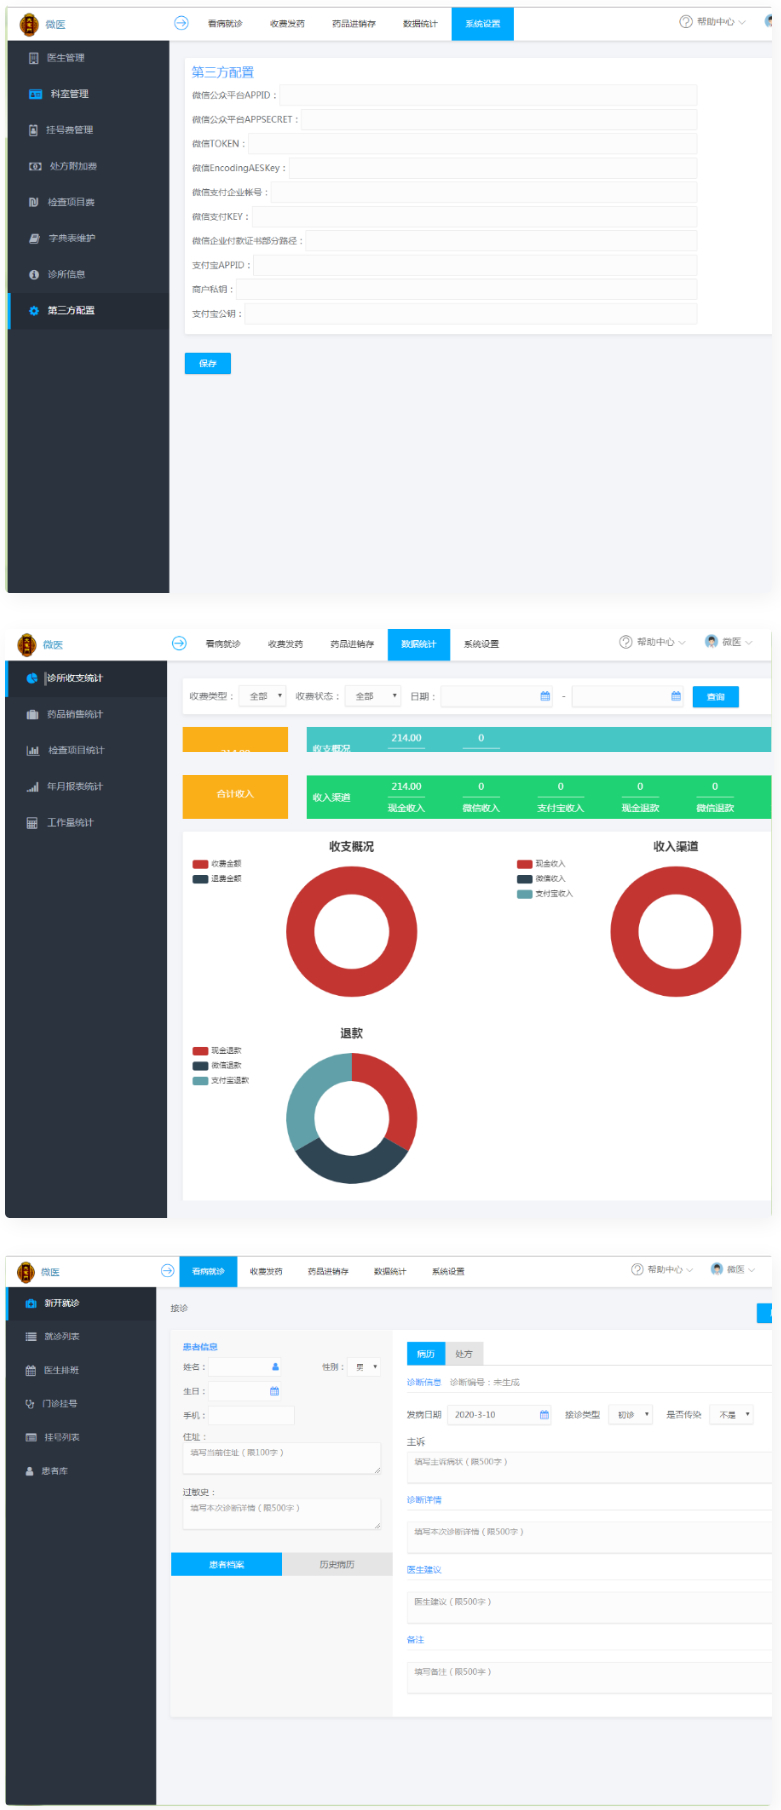 微医 看病就诊 收费发药 药品进销存 数据统计 系统设置 帮助中心
医生管理
科室管理
挂号费管理
处方附加费
检查项目费
字典表维护
诊所信息
第三方配置
第三方配置
微信公众平台APPID：
微信公众平台APPSECRET：
微信TOKEN：
微信EncodingAESKey：
微信支付企业帐号：
微信支付KEY：
微信企业付款证书部分路径：
支付宝APPID：
商户私钥：
支付宝公钥：
保存
微医 看病就诊 收费发药 药品进销存 数据统计 系统设置 帮助中心 微医
诊所收支统计
药品销售统计
检查项目统计
年月报表统计
工作量统计
收费类型： 全部 收费状态： 全部 日期： - 查询
214.00
收支概况 214.00 0
合计收入
收入渠道
214.00 0 0 0 0
现金收入 微信收入 支付宝收入 现金退款 微信退款
收支概况
收费金额
退费金额
收入渠道
现金收入
微信收入
支付宝收入
退款
现金退款
微信退款
支付宝退款
微医 看病就诊 收费发药 药品进销存 数据统计 系统设置 帮助中心 微医
新开就诊
就诊列表
医生排班
门诊挂号
挂号列表
患者库
接诊
患者信息
姓名： 性别： 男
生日：
手机：
住址：
填写当前住址（限100字）
过敏史：
填写本次诊断详情（限500字）
患者档案 历史病历
病历 处方
诊断信息 诊断编号：未生成
发病日期 2020-3-10 接诊类型 初诊 是否传染 不是
主诉
填写主诉病状（限500字）
诊断详情
填写本次诊断详情（限500字）
医生建议
医生建议（限500字）
备注
填写备注（限500字）